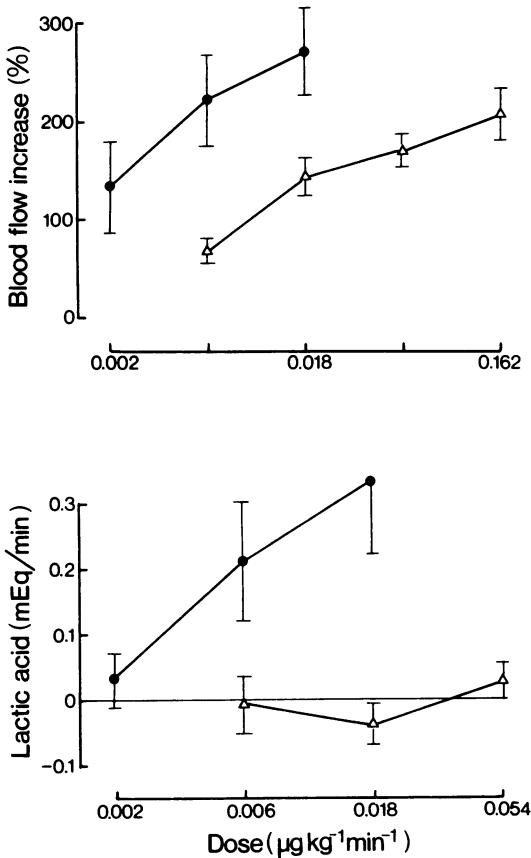 Blood flow increase (%)
300
200
100
0
0.002 0.018 0.162
Lactic acid (mEq/min)
0.3
0.2
0.1
0
-0.1
0.002 0.006 0.018 0.054
Dose (μg kg⁻¹ min⁻¹)